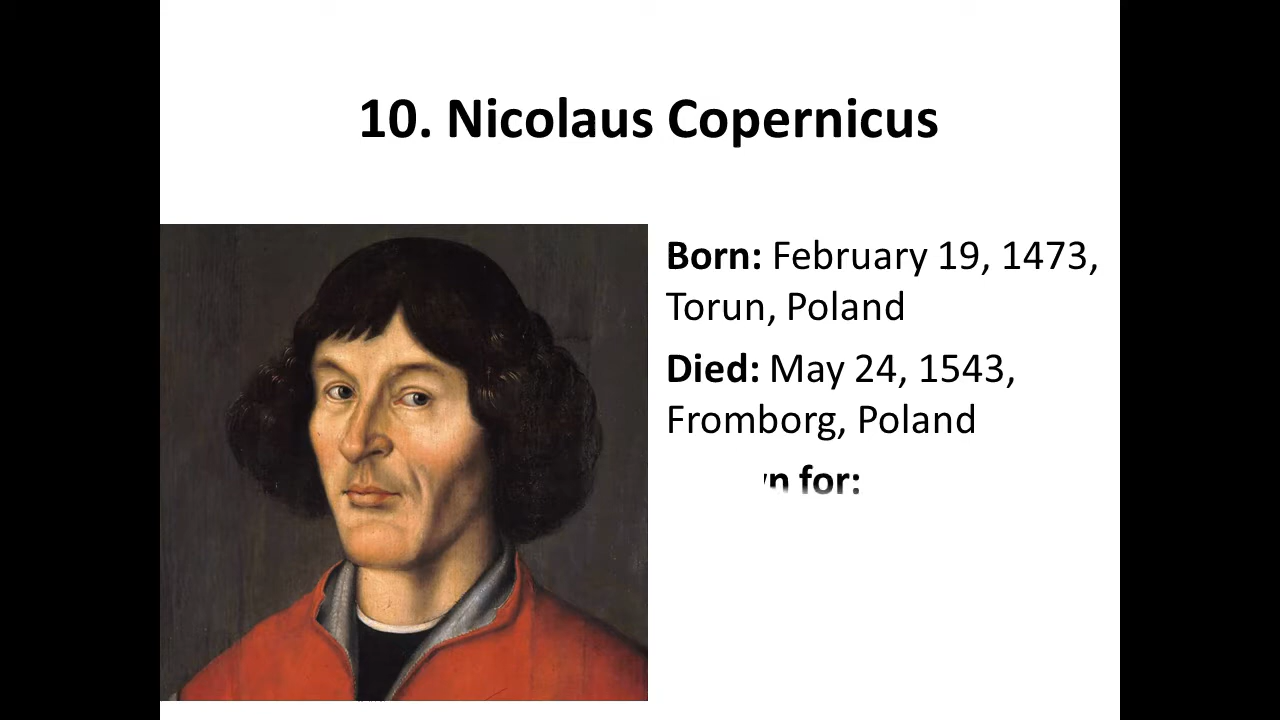 10. Nicolaus Copernicus
Born: February 19, 1473,
Torun, Poland
Died: May 24, 1543,
Fromborg, Poland
for: